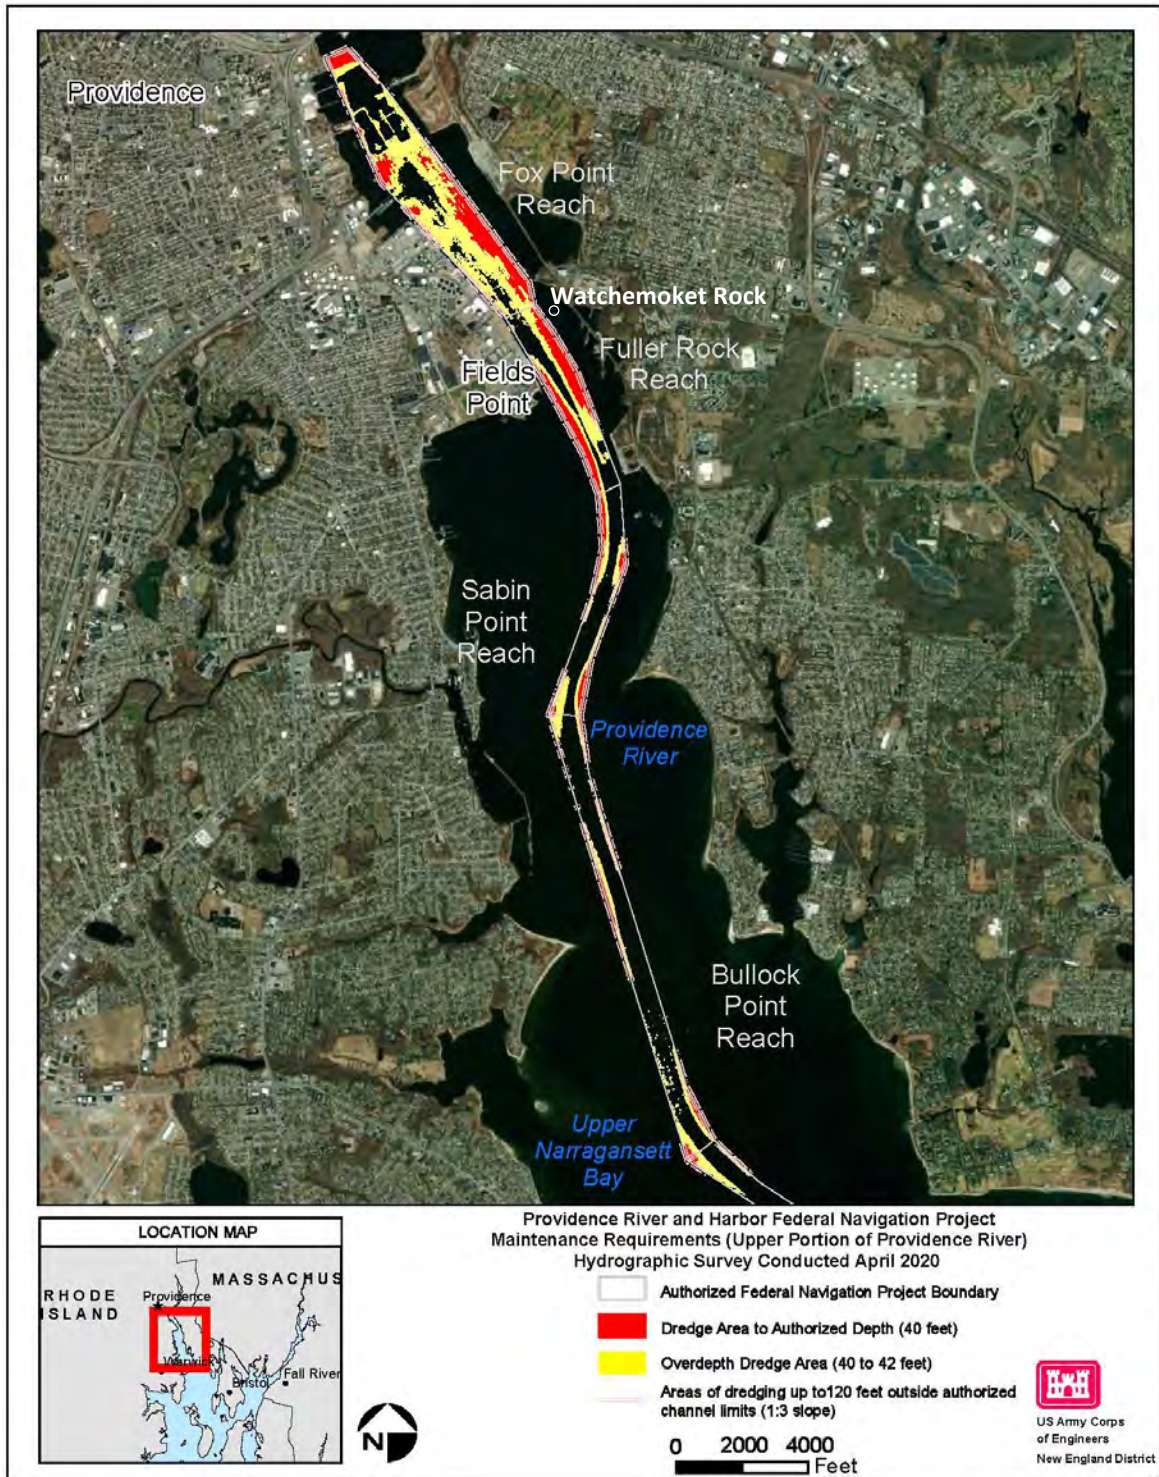 Providence
Fox Point
Reach
Watchemoket Rock
Fuller Rock
Reach
Fields
Point
Sabin
Point
Reach
Providence
River
Bullock
Point
Reach
Upper
Narragansett
Bay
LOCATION MAP
MASSACHUS
RHODE
ISLAND
Providence
Warwick
Bristol
Fall River
N
Providence River and Harbor Federal Navigation Project
Maintenance Requirements (Upper Portion of Providence River)
Hydrographic Survey Conducted April 2020
Authorized Federal Navigation Project Boundary
Dredge Area to Authorized Depth (40 feet)
Overdepth Dredge Area (40 to 42 feet)
Areas of dredging up to120 feet outside authorized
channel limits (1:3 slope)
0 2000 4000
Feet
US Army Corps
of Engineers
New England District